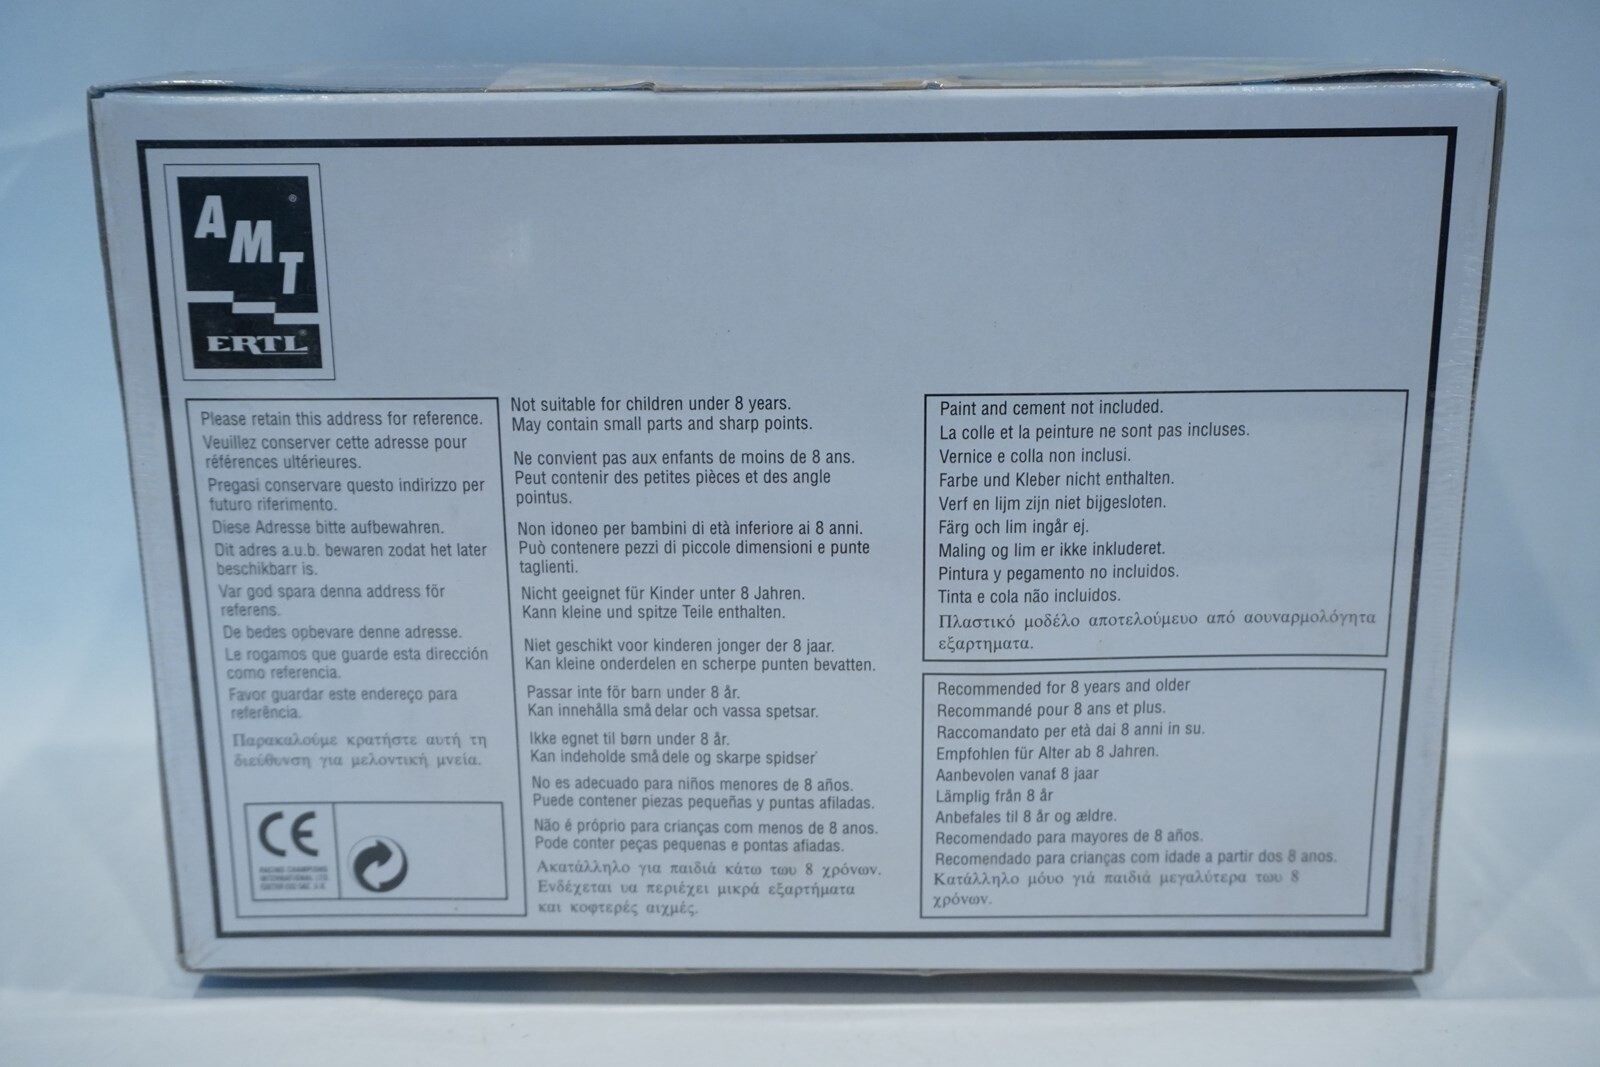 AMT
ERTL
Please retain this address for reference.
Veuillez conserver cette adresse pour
références ultérieures.
Pregasi conservare questo indirizzo per
futuro riferimento.
Diese Adresse bitte aufbewahren.
Dit adres a.u.b. bewaren zodat het later
beschikbarr is.
Var god spara denna address för
referens.
De bedes opbevare denne adresse.
Le rogamos que guarde esta dirección
como referencia.
Favor guardar este endereço para
referência.
Παρακαλούμε κρατήστε αυτή τη
διεύθυνση για μελοντική μνεία.
CE
Not suitable for children under 8 years.
May contain small parts and sharp points.
Ne convient pas aux enfants de moins de 8 ans.
Peut contenir des petites pièces et des angle
pointus.
Non idoneo per bambini di età inferiore ai 8 anni.
Può contenere pezzi di piccole dimensioni e punte
taglienti.
Nicht geeignet für Kinder unter 8 Jahren.
Kann kleine und spitze Teile enthalten.
Niet geschikt voor kinderen jonger der 8 jaar.
Kan kleine onderdelen en scherpe punten bevatten.
Passar inte för barn under 8 år.
Kan innehålla små delar och vassa spetsar.
Ikke egnet til børn under 8 år.
Kan indeholde små dele og skarpe spidser
No es adecuado para niños menores de 8 años.
Puede contener piezas pequeñas y puntas afiladas.
Não é próprio para crianças com menos de 8 anos.
Pode conter peças pequenas e pontas afiadas.
Ακατάλληλο για παιδιά κάτω τωυ 8 χρόνων.
Ενδέχεται υα περιέχει μικρά εξαρτήματα
και κοφτερές αιχμές.
Paint and cement not included.
La colle et la peinture ne sont pas incluses.
Vernice e colla non inclusi.
Farbe und Kleber nicht enthalten.
Verf en lijm zijn niet bijgesloten.
Färg och lim ingår ej.
Maling og lim er ikke inkluderet.
Pintura y pegamento no incluidos.
Tinta e cola não incluidos.
Πλαστικό μοδέλο αποτελούμευο από αουναρμολόγητα
εξαρτηματα.
Recommended for 8 years and older
Recommandé pour 8 ans et plus.
Raccomandato per età dai 8 anni in su.
Empfohlen für Alter ab 8 Jahren.
Aanbevolen vanaf 8 jaar
Lämplig från 8 år
Anbefales til 8 år og ældre.
Recomendado para mayores de 8 años.
Recomendado para crianças com idade a partir dos 8 anos.
Κατάλληλο μόυο γιά παιδιά μεγαλύτερα τωυ 8
χρόνων.